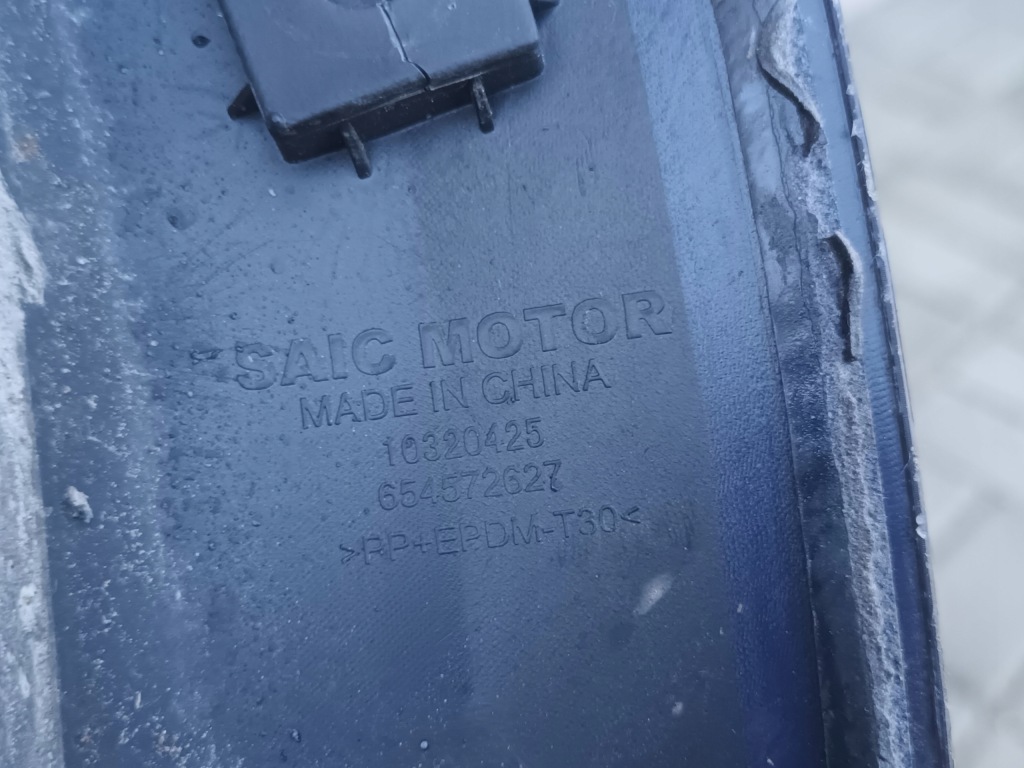 SAIC MOTOR
MADE IN CHINA
10320425
654572627
>PP+EPDM-T30<